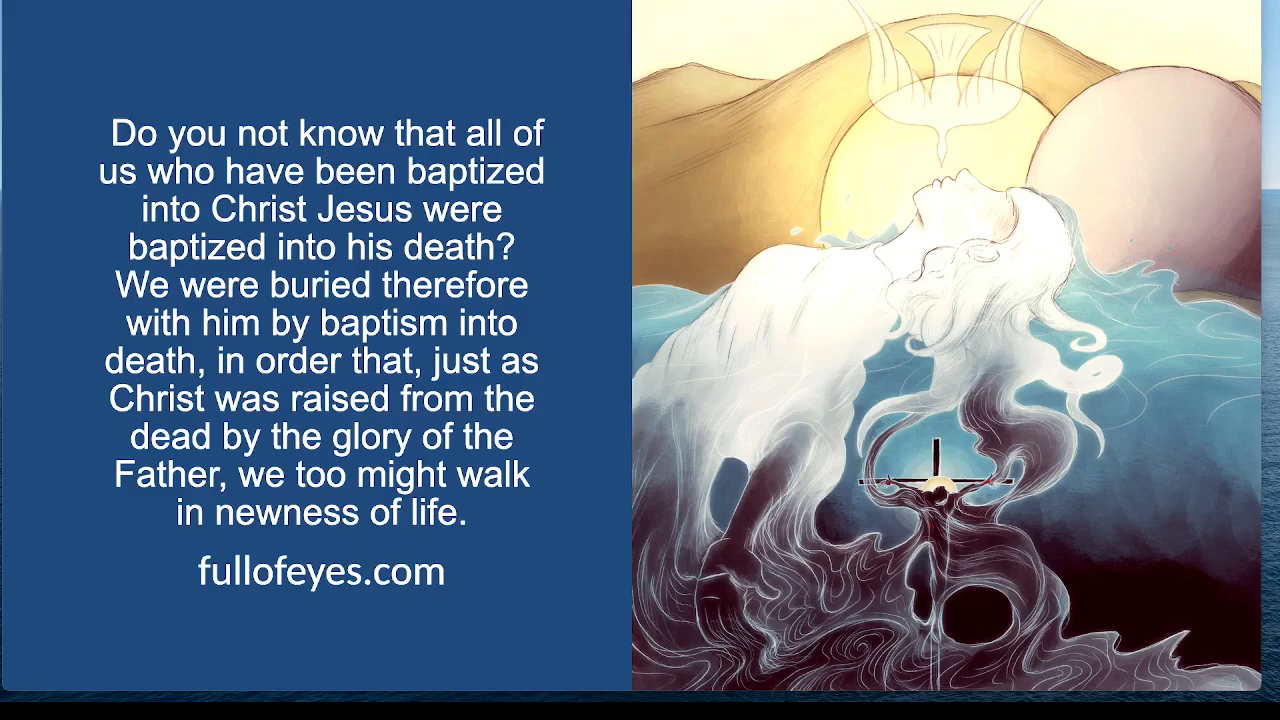 Do you not know that all of
us who have been baptized
into Christ Jesus were
baptized into his death?
We were buried therefore
with him by baptism into
death, in order that, just as
Christ was raised from the
dead by the glory of the
Father, we too might walk
in newness of life.
fullofeyes.com